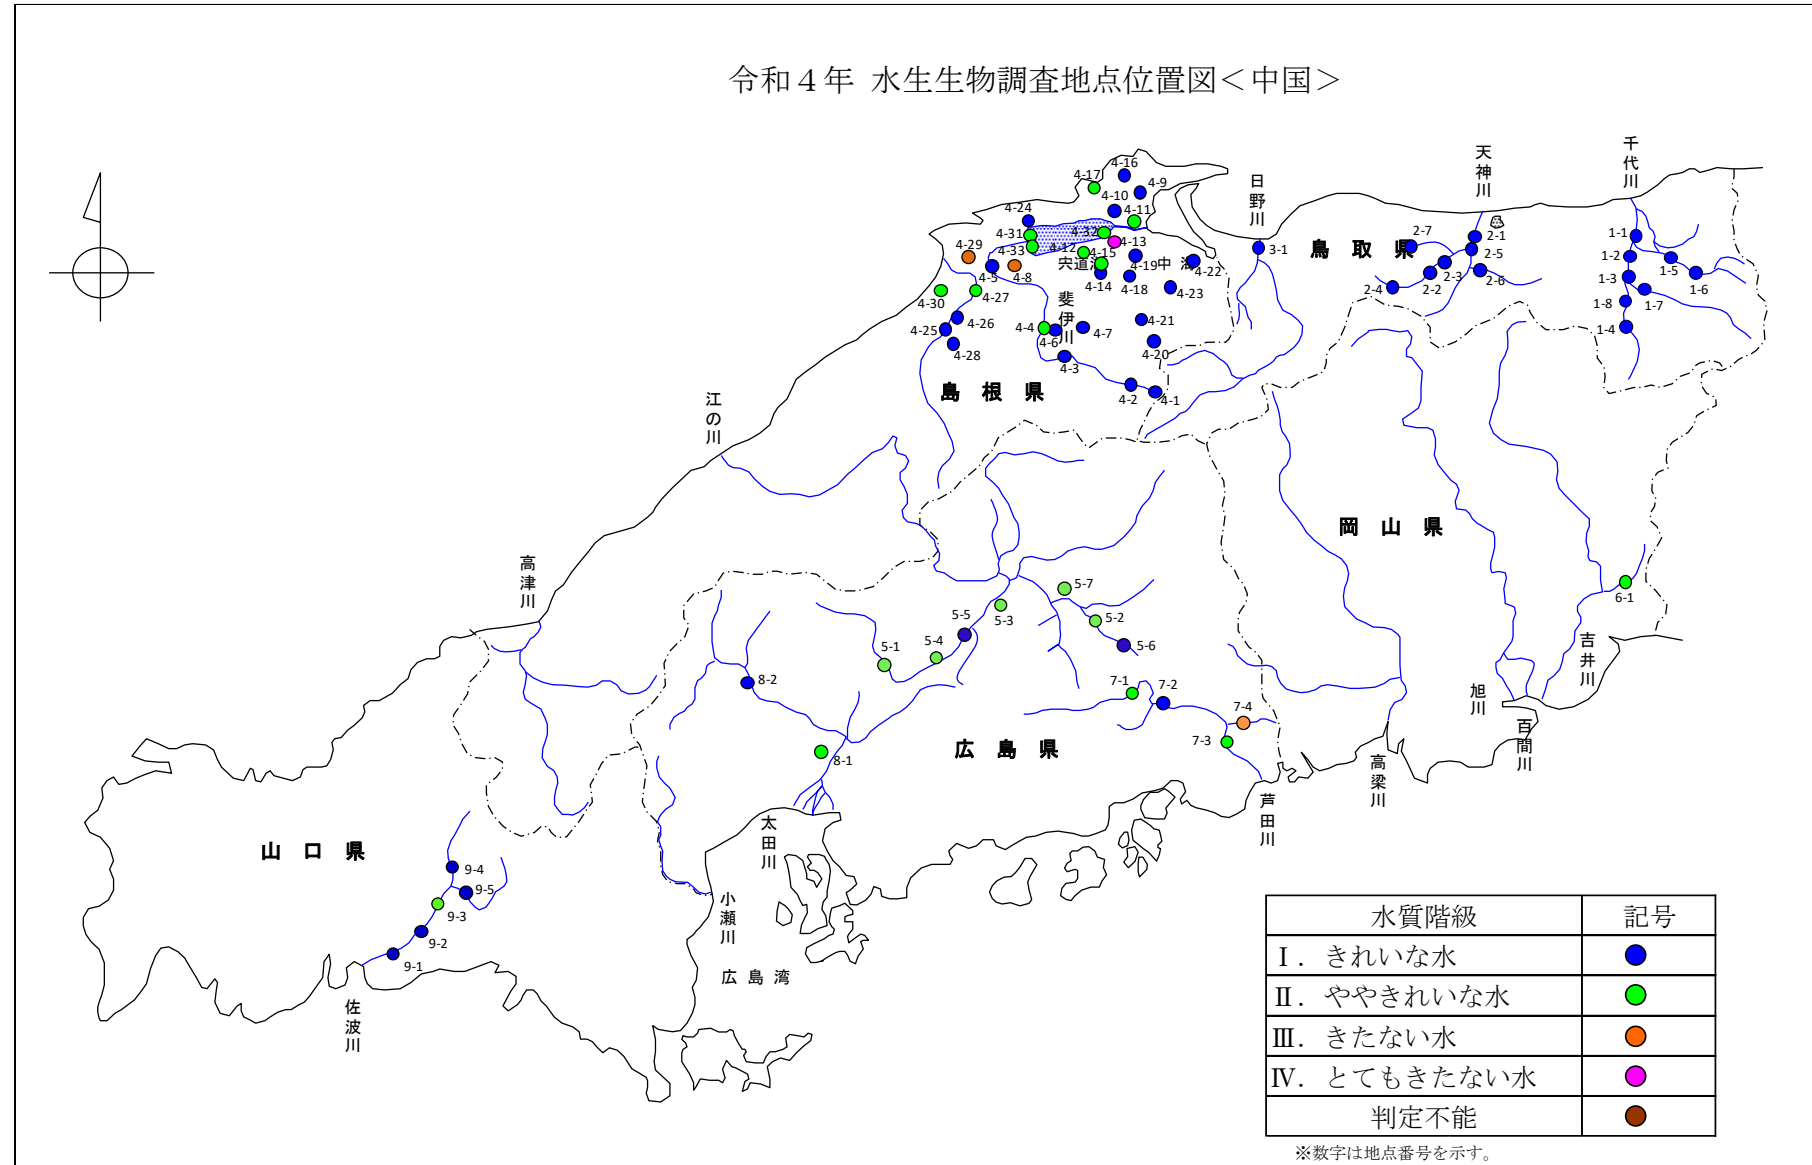 令和４年 水生生物調査地点位置図＜中国＞
千代川
天神川
日野川
4-16
4-17
4-9
4-10
4-24
4-11
4-31
4-32
4-13
4-29
4-33
4-12
4-15
宍道湖
中 海
4-19
4-22
4-5
4-8
4-14
4-18
4-23
4-30
4-27
斐伊川
4-26
4-25
4-28
4-4
4-6
4-7
4-21
4-20
4-3
4-2
4-1
3-1
鳥取県
2-7
2-1
2-5
2-3
2-2
2-4
2-6
1-1
1-2
1-3
1-5
1-6
1-7
1-8
1-4
島根県
江の川
高津川
岡山県
6-1
吉井川
旭川
百間川
高梁川
5-7
5-2
5-6
5-3
5-5
5-4
5-1
8-2
7-1
7-2
7-4
7-3
8-1
広島県
芦田川
太田川
山口県
9-4
9-5
9-3
9-2
9-1
小瀬川
広島湾
佐波川
水質階級 記号
Ⅰ．きれいな水
Ⅱ．ややきれいな水
Ⅲ．きたない水
Ⅳ．とてもきたない水
判定不能
※数字は地点番号を示す。